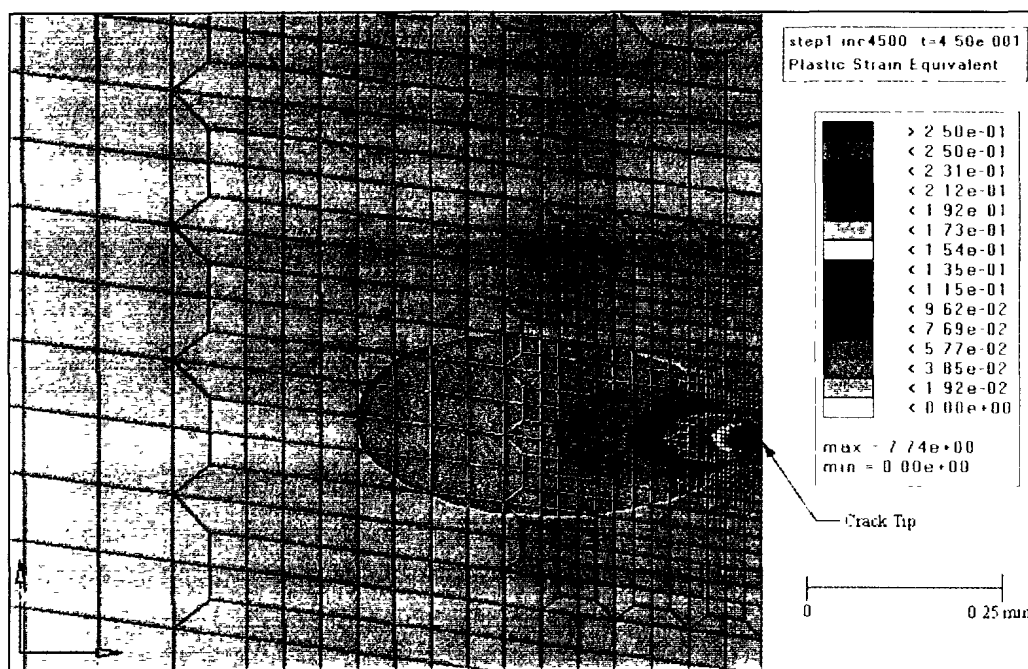 step1 inc4500 t=4 50e 001
Plastic Strain Equivalent
> 2 50e-01
< 2 50e-01
< 2 31e-01
< 2 12e-01
< 1 92e 01
< 1 73e-01
< 1 54e-01
< 1 35e-01
< 1 15e-01
< 9 62e-02
< 7 69e-02
< 5 77e-02
< 3 85e-02
< 1 92e-02
< 0 00e+00
max = 7 74e+00
min = 0 00e+00
Crack Tip
0 0 25 mm